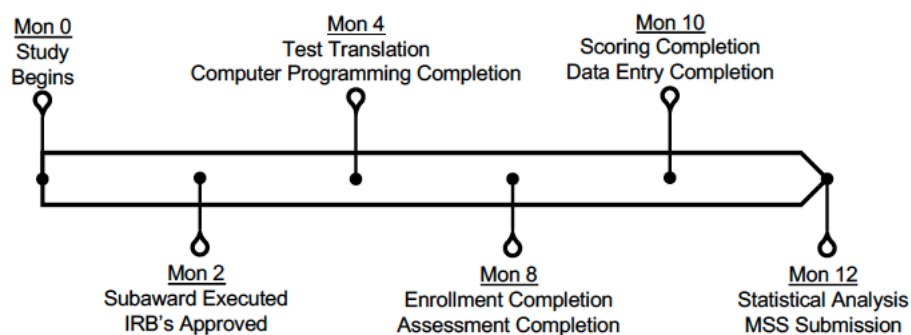 Mon 0
Study
Begins
Mon 4
Test Translation
Computer Programming Completion
Mon 10
Scoring Completion
Data Entry Completion
Mon 2
Subaward Executed
IRB's Approved
Mon 8
Enrollment Completion
Assessment Completion
Mon 12
Statistical Analysis
MSS Submission